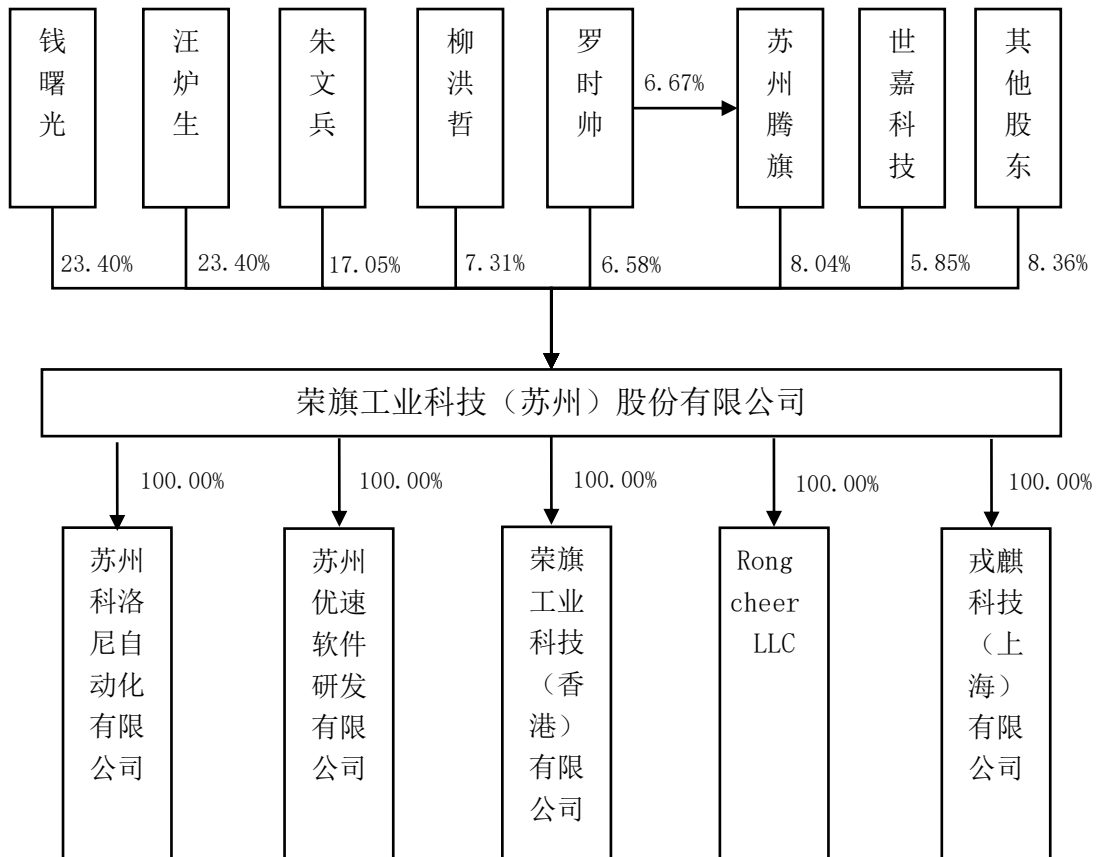 钱曙光
汪炉生
朱文兵
柳洪哲
罗时帅
6.67%
苏州腾旗
世嘉科技
其他股东
23.40%
23.40%
17.05%
7.31%
6.58%
8.04%
5.85%
8.36%
荣旗工业科技（苏州）股份有限公司
100.00%
100.00%
100.00%
100.00%
100.00%
苏州
科洛
尼自
动化
有限
公司
苏州
优速
软件
研发
有限
公司
荣旗
工业
科技
（香
港）
有限
公司
Rong
cheer
LLC
戎麒
科技
（上
海）
有限
公司